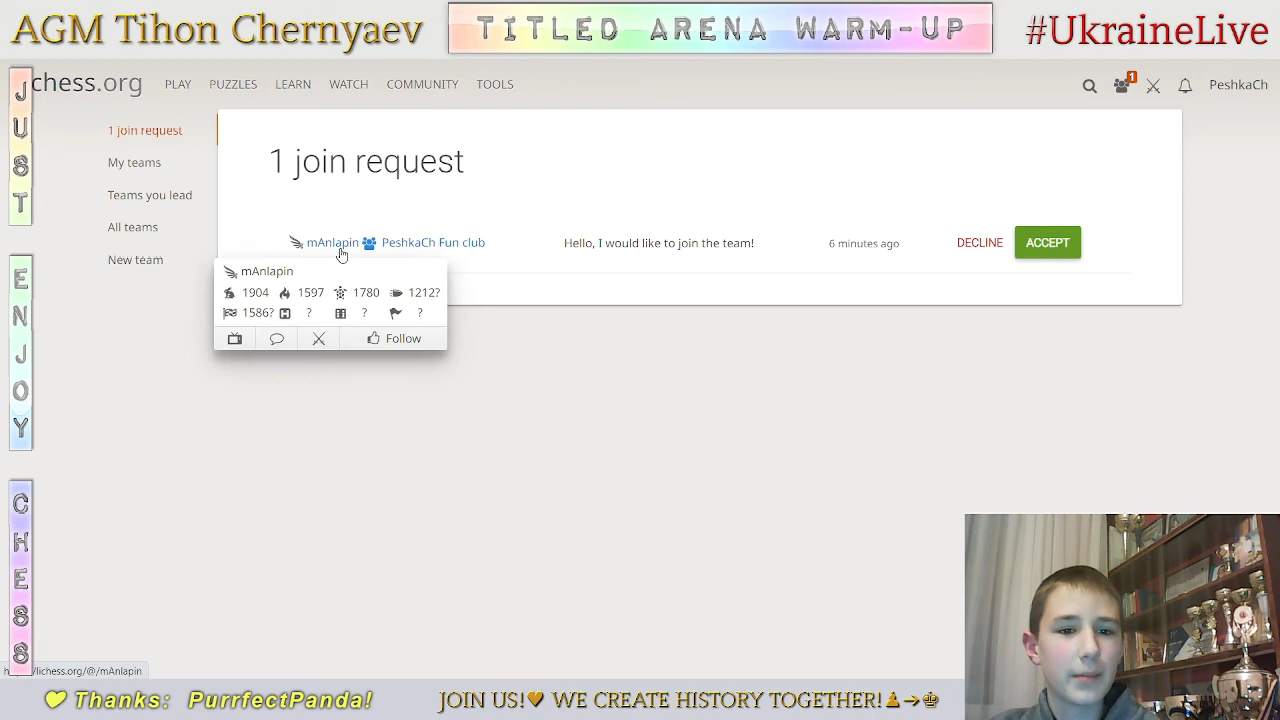 AGM Tihon Chernyaev
TITLED ARENA WARM-UP
#UkraineLive
chess.org
PLAY
PUZZLES
LEARN
WATCH
COMMUNITY
TOOLS
1
PeshkaCh
JUST
ENJOY
CHESS
1 join request
My teams
Teams you lead
All teams
New team
1 join request
mAnlapin PeshkaCh Fun club
Hello, I would like to join the team!
6 minutes ago
DECLINE
ACCEPT
mAnlapin
1904 1597 1780 1212?
1586? ? ? ?
Follow
lichess.org/@/mAnlapin
Thanks: PurrfectPanda!
JOIN US!🧡 WE CREATE HISTORY TOGETHER!♟→♚